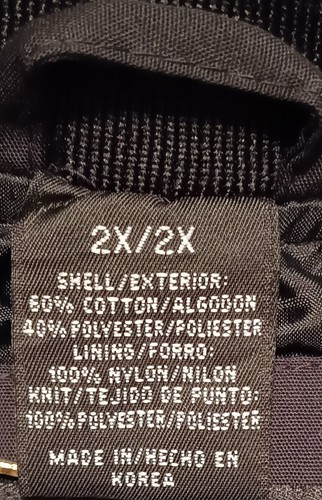 2X/2X
SHELL/EXTERIOR:
60% COTTON/ALGODON
40% POLYESTER/POLIESTER
LINING/FORRO:
100% NYLON/NILON
KNIT/TEJIDO DE PUNTO:
100% POLYESTER/POLIESTER
MADE IN/HECHO EN
KOREA